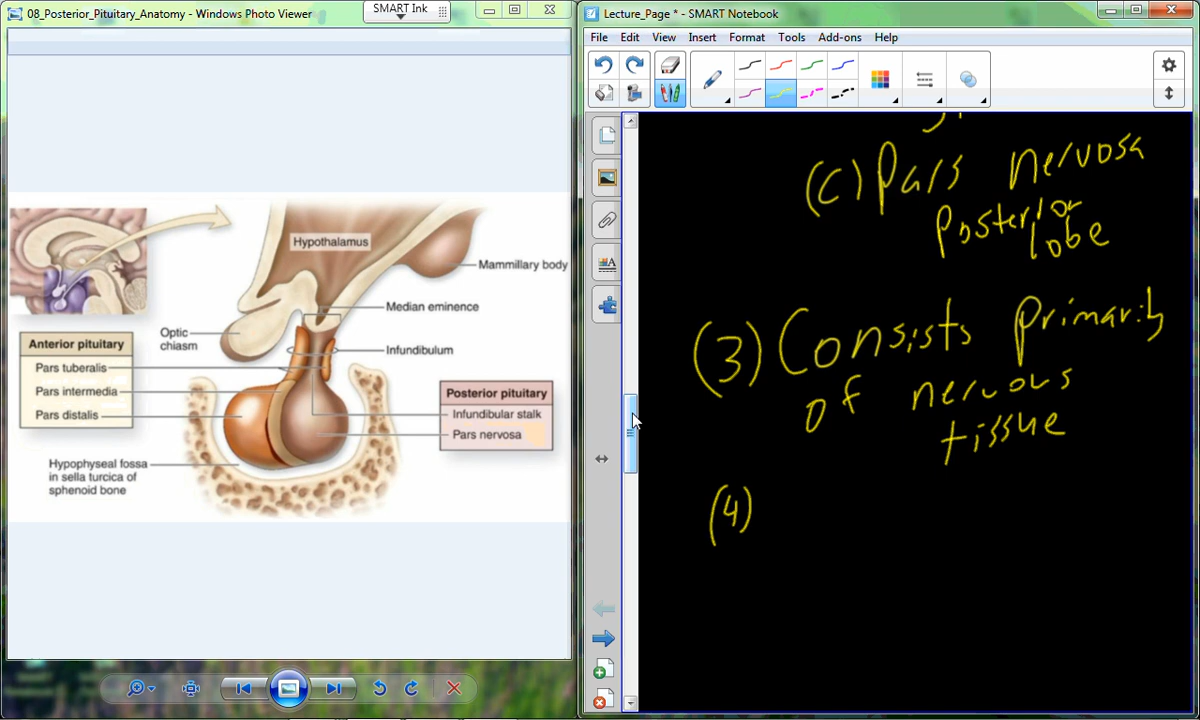 08_Posterior_Pituitary_Anatomy - Windows Photo Viewer
SMART Ink
Hypothalamus
Mammillary body
Median eminence
Optic
chiasm
Infundibulum
Anterior pituitary
Pars tuberalis
Pars intermedia
Pars distalis
Posterior pituitary
Infundibular stalk
Pars nervosa
Hypophyseal fossa
in sella turcica of
sphenoid bone
Lecture_Page * - SMART Notebook
File Edit View Insert Format Tools Add-ons Help
(C) Pars nervosa
Posterior
lobe
(3) Consists primarily
of nervous
tissue
(4)